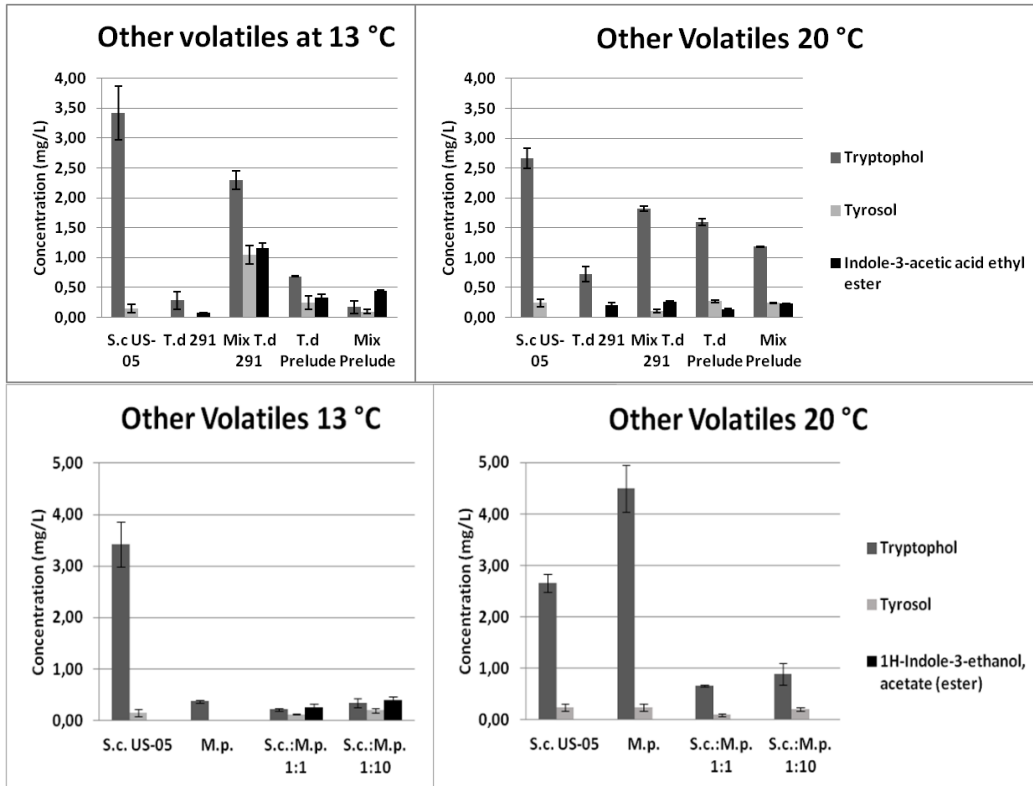 Other volatiles at 13 °C
Concentration (mg/L)
4,00
3,50
3,00
2,50
2,00
1,50
1,00
0,50
0,00
S.c US-05
T.d 291
Mix T.d 291
T.d Prelude
Mix Prelude
Other Volatiles 20 °C
Concentration (mg/L)
4,00
3,50
3,00
2,50
2,00
1,50
1,00
0,50
0,00
S.c US-05
T.d 291
Mix T.d 291
T.d Prelude
Mix Prelude
Tryptophol
Tyrosol
Indole-3-acetic acid ethyl
ester
Other Volatiles 13 °C
Concentration (mg/L)
5,00
4,00
3,00
2,00
1,00
0,00
S.c. US-05
M.p.
S.c.:M.p. 1:1
S.c.:M.p. 1:10
Other Volatiles 20 °C
Concentration (mg/L)
5,00
4,00
3,00
2,00
1,00
0,00
S.c. US-05
M.p.
S.c.:M.p. 1:1
S.c.:M.p. 1:10
Tryptophol
Tyrosol
1H-Indole-3-ethanol,
acetate (ester)